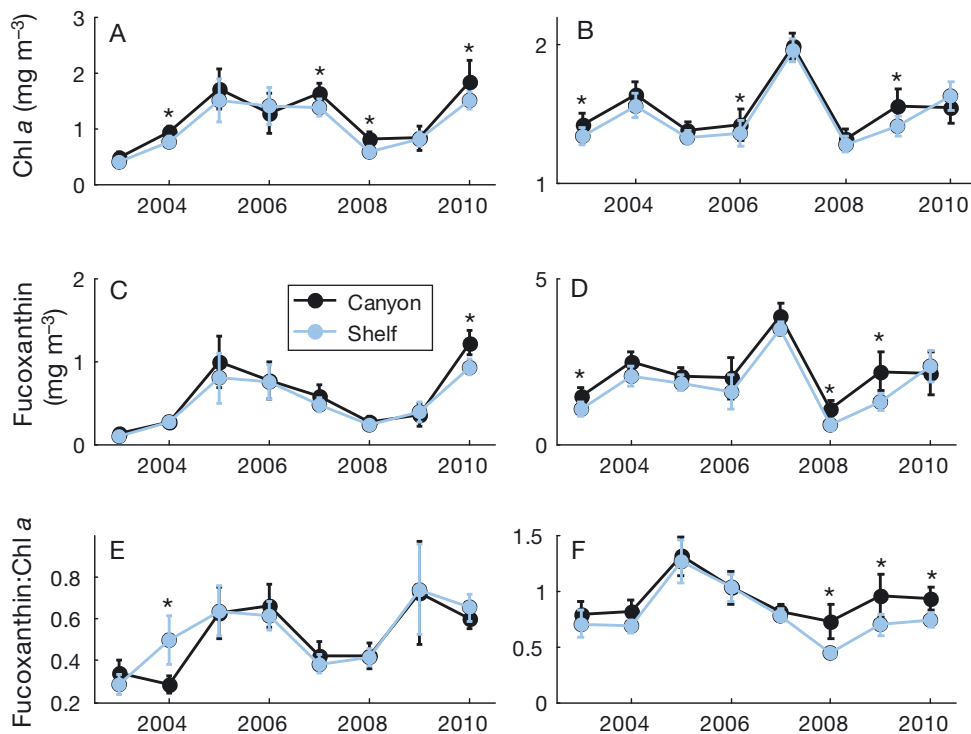 A
B
Chl a (mg m–3)
3
2
1
0
* * * *
2004 2006 2008 2010
2
1
* * *
2004 2006 2008 2010
C
D
Fucoxanthin
(mg m–3)
2
1
0
Canyon
Shelf
*
2004 2006 2008 2010
5
0
* * *
2004 2006 2008 2010
E
F
Fucoxanthin:Chl a
0.8
0.6
0.4
0.2
*
2004 2006 2008 2010
1.5
1
0.5
0
* * *
2004 2006 2008 2010